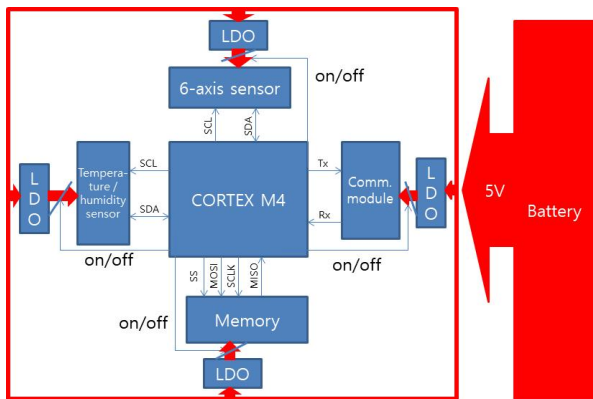 LDO
on/off
6-axis sensor
SCL
SDA
SCL
Tempera-
ture /
humidity
sensor
SDA
L
D
O
on/off
CORTEX M4
Tx
Rx
Comm.
module
L
D
O
on/off
5V
Battery
SS
MOSI
SCLK
MISO
on/off
Memory
LDO